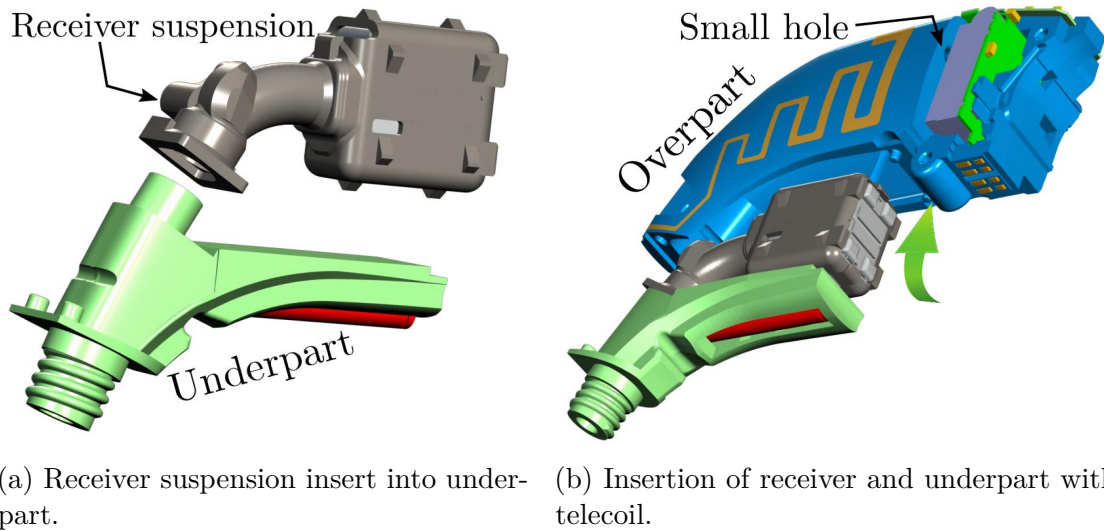 Receiver suspension
Small hole
Overpart
Underpart
(a) Receiver suspension insert into under-
part.
(b) Insertion of receiver and underpart with
telecoil.